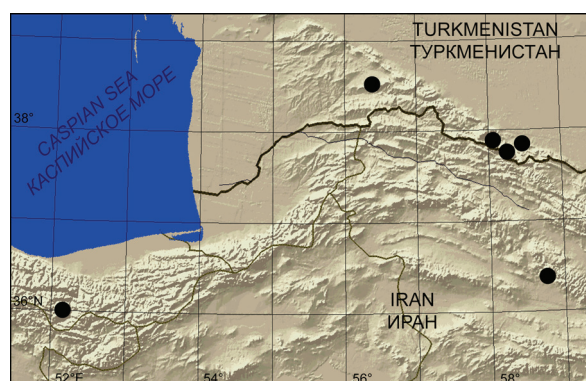 TURKMENISTAN
ТУРКМЕНИСТАН
CASPIAN SEA
КАСПИЙСКОЕ МОРЕ
38°
36°N
IRAN
ИРАН
52°E
54°
56°
58°